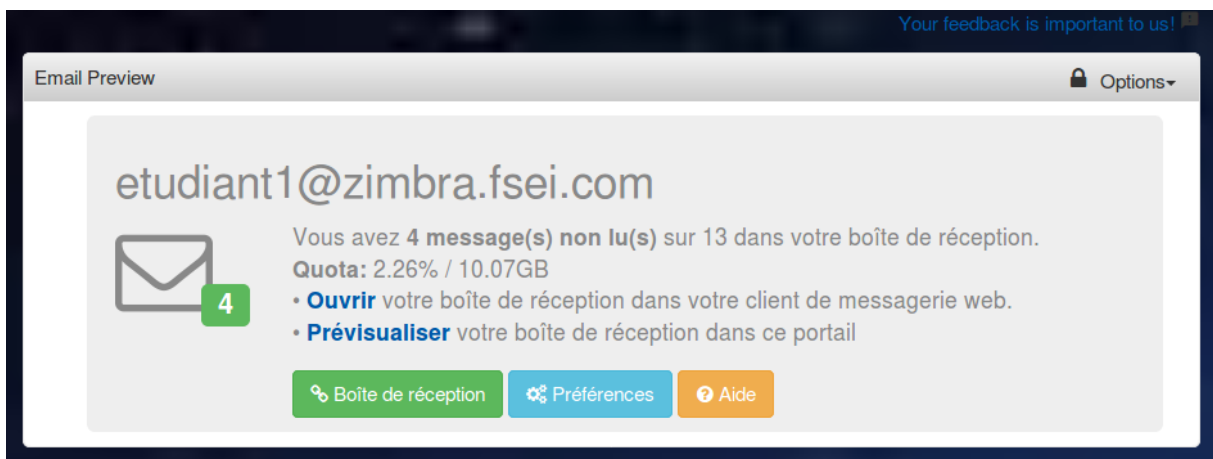 Your feedback is important to us!
Email Preview
Options
etudiant1@zimbra.fsei.com
Vous avez 4 message(s) non lu(s) sur 13 dans votre boîte de réception.
Quota: 2.26% / 10.07GB
4
• Ouvrir votre boîte de réception dans votre client de messagerie web.
• Prévisualiser votre boîte de réception dans ce portail
Boîte de réception
Préférences
Aide